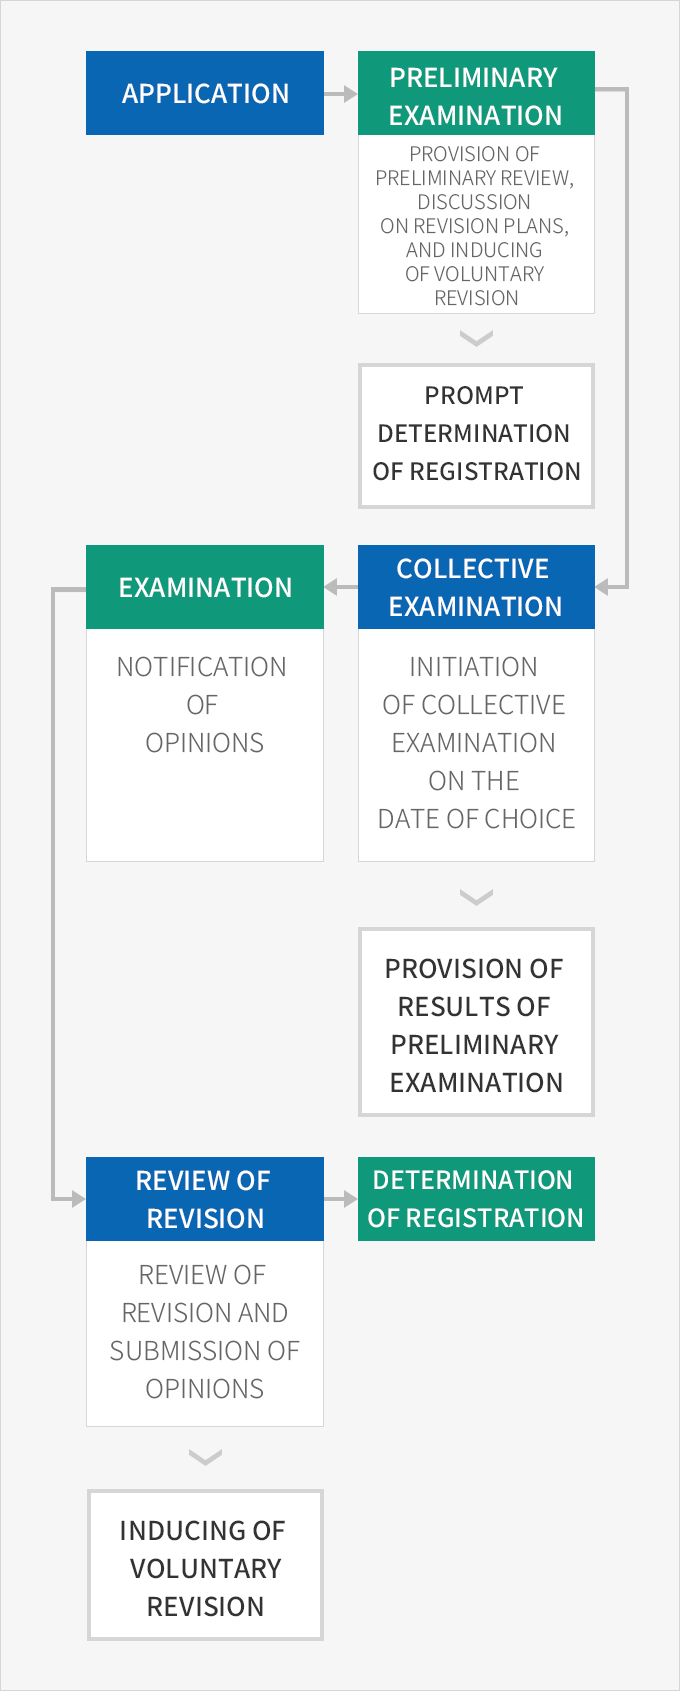 APPLICATION
PRELIMINARY
EXAMINATION
PROVISION OF
PRELIMINARY REVIEW,
DISCUSSION
ON REVISION PLANS,
AND INDUCING
OF VOLUNTARY
REVISION
PROMPT
DETERMINATION
OF REGISTRATION
COLLECTIVE
EXAMINATION
INITIATION
OF COLLECTIVE
EXAMINATION
ON THE
DATE OF CHOICE
PROVISION OF
RESULTS OF
PRELIMINARY
EXAMINATION
EXAMINATION
NOTIFICATION
OF
OPINIONS
REVIEW OF
REVISION
REVIEW OF
REVISION AND
SUBMISSION OF
OPINIONS
INDUCING OF
VOLUNTARY
REVISION
DETERMINATION
OF REGISTRATION